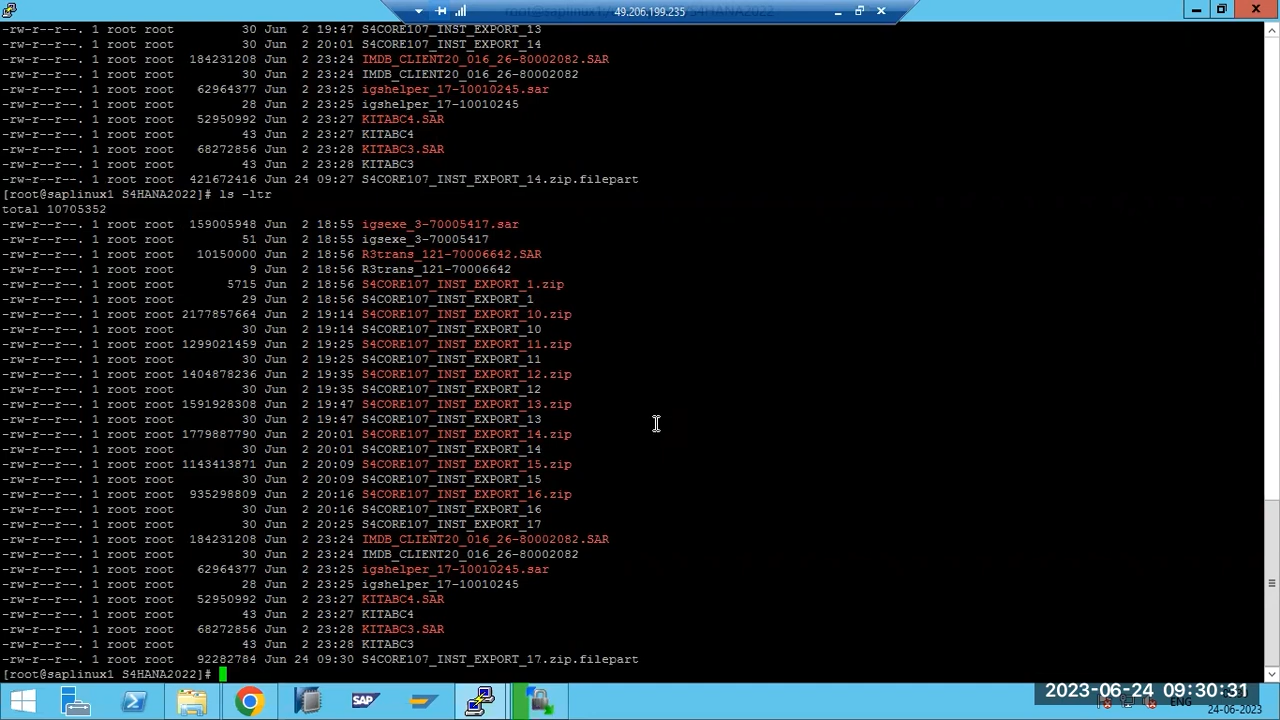 49.206.199.235
-rw-r--r--. 1 root root 30 Jun 2 19:47 S4CORE107_INST_EXPORT_13
-rw-r--r--. 1 root root 30 Jun 2 20:01 S4CORE107_INST_EXPORT_14
-rw-r--r--. 1 root root 184231208 Jun 2 23:24 IMDB_CLIENT20_016_26-80002082.SAR
-rw-r--r--. 1 root root 30 Jun 2 23:24 IMDB_CLIENT20_016_26-80002082
-rw-r--r--. 1 root root 62964377 Jun 2 23:25 igshelper_17-10010245.sar
-rw-r--r--. 1 root root 28 Jun 2 23:25 igshelper_17-10010245
-rw-r--r--. 1 root root 52950992 Jun 2 23:27 KITABC4.SAR
-rw-r--r--. 1 root root 43 Jun 2 23:27 KITABC4
-rw-r--r--. 1 root root 68272856 Jun 2 23:28 KITABC3.SAR
-rw-r--r--. 1 root root 43 Jun 2 23:28 KITABC3
-rw-r--r--. 1 root root 421672416 Jun 24 09:27 S4CORE107_INST_EXPORT_14.zip.filepart
[root@saplinux1 S4HANA2022]# ls -ltr
total 10705352
-rw-r--r--. 1 root root 159005948 Jun 2 18:55 igsexe_3-70005417.sar
-rw-r--r--. 1 root root 51 Jun 2 18:55 igsexe_3-70005417
-rw-r--r--. 1 root root 10150000 Jun 2 18:56 R3trans_121-70006642.SAR
-rw-r--r--. 1 root root 9 Jun 2 18:56 R3trans_121-70006642
-rw-r--r--. 1 root root 5715 Jun 2 18:56 S4CORE107_INST_EXPORT_1.zip
-rw-r--r--. 1 root root 29 Jun 2 18:56 S4CORE107_INST_EXPORT_1
-rw-r--r--. 1 root root 2177857664 Jun 2 19:14 S4CORE107_INST_EXPORT_10.zip
-rw-r--r--. 1 root root 30 Jun 2 19:14 S4CORE107_INST_EXPORT_10
-rw-r--r--. 1 root root 1299021459 Jun 2 19:25 S4CORE107_INST_EXPORT_11.zip
-rw-r--r--. 1 root root 30 Jun 2 19:25 S4CORE107_INST_EXPORT_11
-rw-r--r--. 1 root root 1404878236 Jun 2 19:35 S4CORE107_INST_EXPORT_12.zip
-rw-r--r--. 1 root root 30 Jun 2 19:35 S4CORE107_INST_EXPORT_12
-rw-r--r--. 1 root root 1591928308 Jun 2 19:47 S4CORE107_INST_EXPORT_13.zip
-rw-r--r--. 1 root root 30 Jun 2 19:47 S4CORE107_INST_EXPORT_13
-rw-r--r--. 1 root root 1779887790 Jun 2 20:01 S4CORE107_INST_EXPORT_14.zip
-rw-r--r--. 1 root root 30 Jun 2 20:01 S4CORE107_INST_EXPORT_14
-rw-r--r--. 1 root root 1143413871 Jun 2 20:09 S4CORE107_INST_EXPORT_15.zip
-rw-r--r--. 1 root root 30 Jun 2 20:09 S4CORE107_INST_EXPORT_15
-rw-r--r--. 1 root root 935298809 Jun 2 20:16 S4CORE107_INST_EXPORT_16.zip
-rw-r--r--. 1 root root 30 Jun 2 20:16 S4CORE107_INST_EXPORT_16
-rw-r--r--. 1 root root 30 Jun 2 20:25 S4CORE107_INST_EXPORT_17
-rw-r--r--. 1 root root 184231208 Jun 2 23:24 IMDB_CLIENT20_016_26-80002082.SAR
-rw-r--r--. 1 root root 30 Jun 2 23:24 IMDB_CLIENT20_016_26-80002082
-rw-r--r--. 1 root root 62964377 Jun 2 23:25 igshelper_17-10010245.sar
-rw-r--r--. 1 root root 28 Jun 2 23:25 igshelper_17-10010245
-rw-r--r--. 1 root root 52950992 Jun 2 23:27 KITABC4.SAR
-rw-r--r--. 1 root root 43 Jun 2 23:27 KITABC4
-rw-r--r--. 1 root root 68272856 Jun 2 23:28 KITABC3.SAR
-rw-r--r--. 1 root root 43 Jun 2 23:28 KITABC3
-rw-r--r--. 1 root root 92282784 Jun 24 09:30 S4CORE107_INST_EXPORT_17.zip.filepart
[root@saplinux1 S4HANA2022]#
SAP
2023-06-24 09:30:31
ENG
24-06-2023